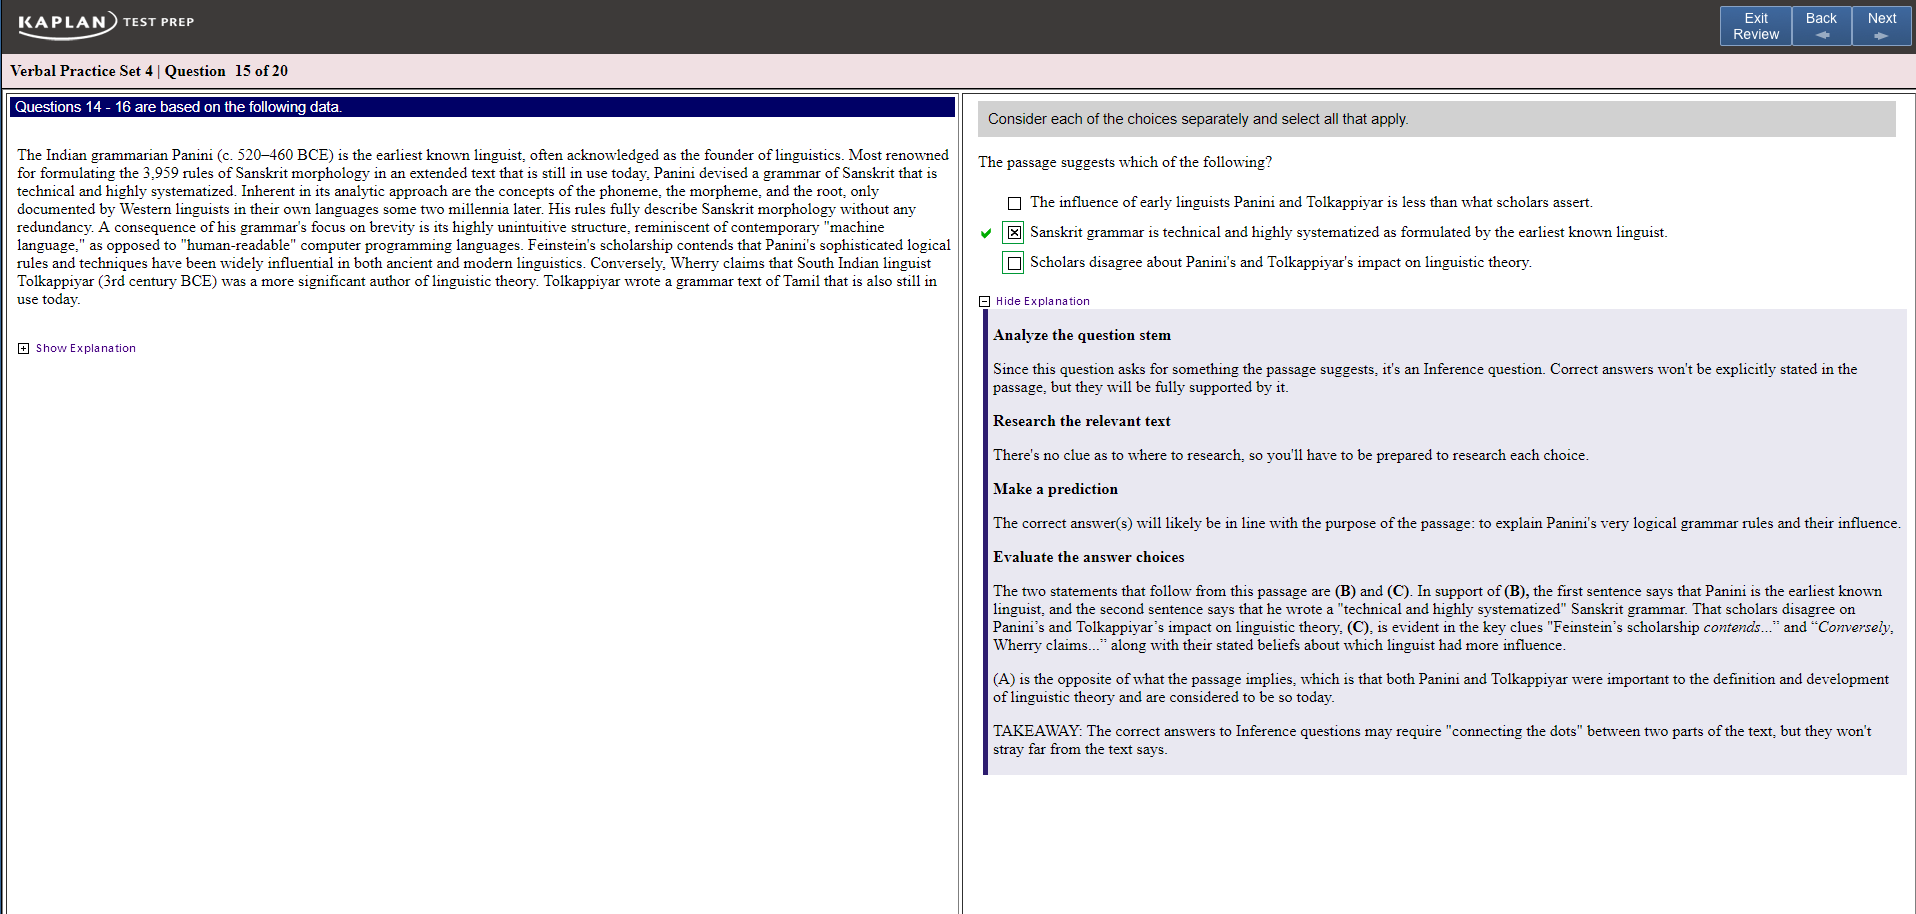 KAPLAN TEST PREP
Exit Review
Back
Next
Verbal Practice Set 4 | Question 15 of 20
Questions 14 - 16 are based on the following data.
The Indian grammarian Panini (c. 520–460 BCE) is the earliest known linguist, often acknowledged as the founder of linguistics. Most renowned
for formulating the 3,959 rules of Sanskrit morphology in an extended text that is still in use today, Panini devised a grammar of Sanskrit that is
technical and highly systematized. Inherent in its analytic approach are the concepts of the phoneme, the morpheme, and the root, only
documented by Western linguists in their own languages some two millennia later. His rules fully describe Sanskrit morphology without any
redundancy. A consequence of his grammar's focus on brevity is its highly unintuitive structure, reminiscent of contemporary "machine
language," as opposed to "human-readable" computer programming languages. Feinstein's scholarship contends that Panini's sophisticated logical
rules and techniques have been widely influential in both ancient and modern linguistics. Conversely, Wherry claims that South Indian linguist
Tolkappiyar (3rd century BCE) was a more significant author of linguistic theory. Tolkappiyar wrote a grammar text of Tamil that is also still in
use today.
Show Explanation
Consider each of the choices separately and select all that apply.
The passage suggests which of the following?
The influence of early linguists Panini and Tolkappiyar is less than what scholars assert.
Sanskrit grammar is technical and highly systematized as formulated by the earliest known linguist.
Scholars disagree about Panini's and Tolkappiyar's impact on linguistic theory.
Hide Explanation
Analyze the question stem
Since this question asks for something the passage suggests, it's an Inference question. Correct answers won't be explicitly stated in the
passage, but they will be fully supported by it.
Research the relevant text
There's no clue as to where to research, so you'll have to be prepared to research each choice.
Make a prediction
The correct answer(s) will likely be in line with the purpose of the passage: to explain Panini's very logical grammar rules and their influence.
Evaluate the answer choices
The two statements that follow from this passage are (B) and (C). In support of (B), the first sentence says that Panini is the earliest known
linguist, and the second sentence says that he wrote a "technical and highly systematized" Sanskrit grammar. That scholars disagree on
Panini’s and Tolkappiyar’s impact on linguistic theory, (C), is evident in the key clues "Feinstein’s scholarship contends...” and “Conversely,
Wherry claims...” along with their stated beliefs about which linguist had more influence.
(A) is the opposite of what the passage implies, which is that both Panini and Tolkappiyar were important to the definition and development
of linguistic theory and are considered to be so today.
TAKEAWAY: The correct answers to Inference questions may require "connecting the dots" between two parts of the text, but they won't
stray far from the text says.